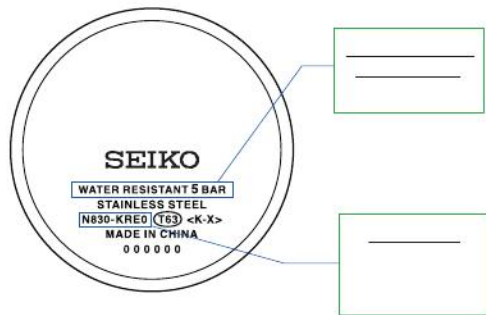 SEIKO
WATER RESISTANT 5 BAR
STAINLESS STEEL
N830-KRE0 T63 <K-X>
MADE IN CHINA
000000